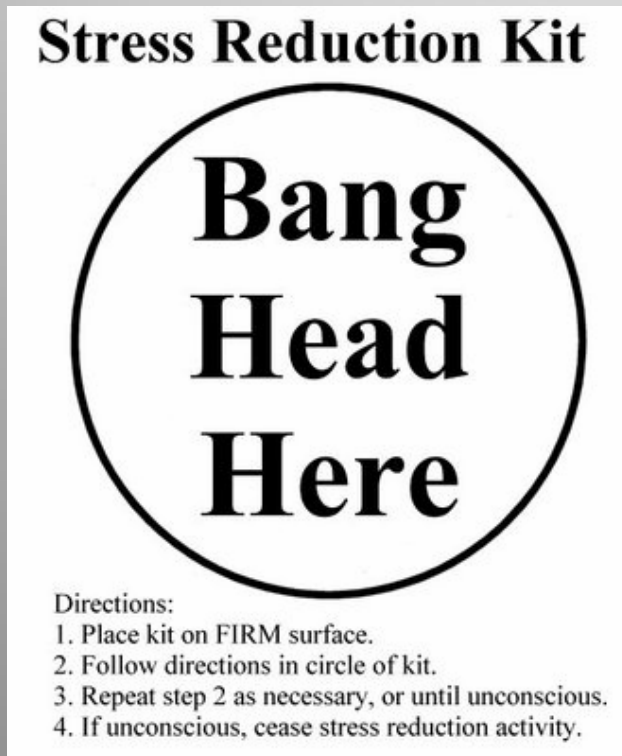 Stress Reduction Kit
Bang
Head
Here
Directions:
1. Place kit on FIRM surface.
2. Follow directions in circle of kit.
3. Repeat step 2 as necessary, or until unconscious.
4. If unconscious, cease stress reduction activity.